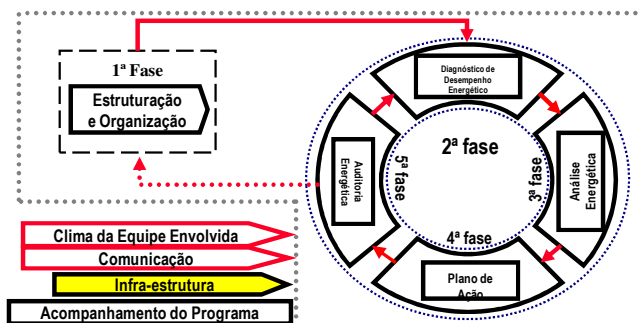 1ª Fase
Estruturação
e Organização
Diagnóstico de
Desempenho
Energético
2ª fase
Análise
Energética
3ª fase
4ª fase
Plano de
Ação
5ª fase
Auditoria
Energética
Clima da Equipe Envolvida
Comunicação
Infra-estrutura
Acompanhamento do Programa